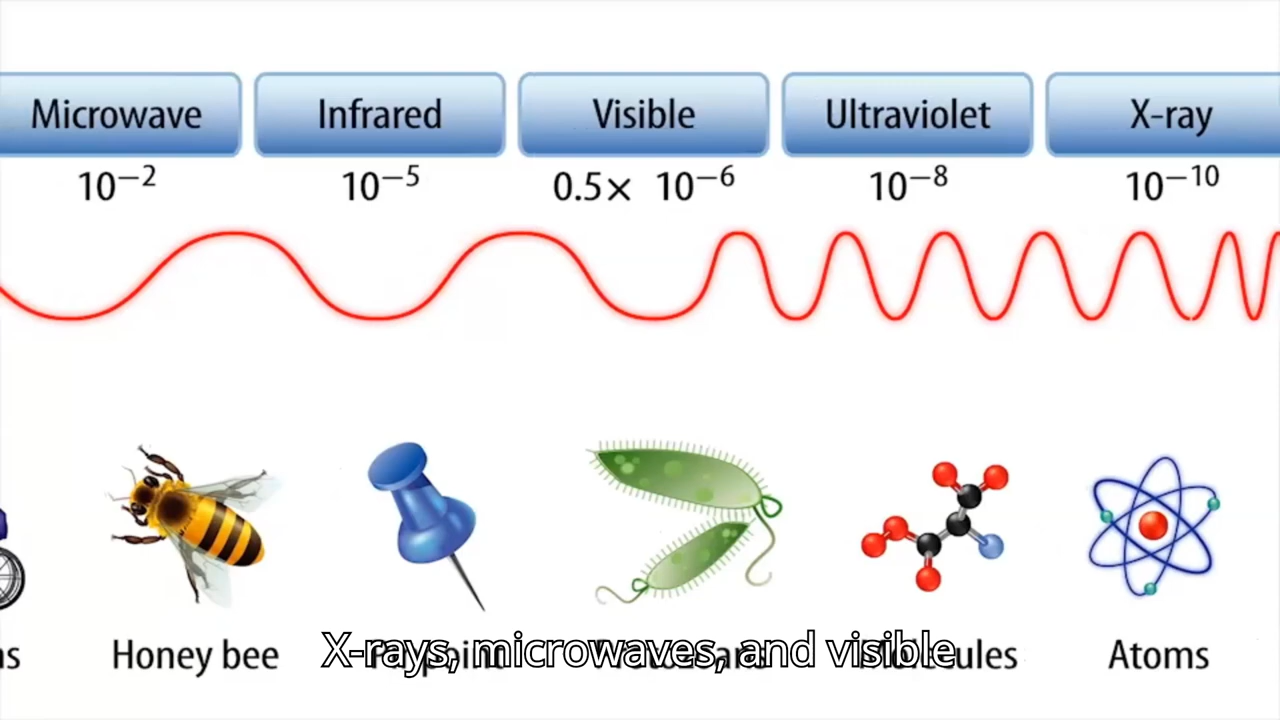 Microwave Infrared Visible Ultraviolet X-ray
10−2 10−5 0.5× 10−6 10−8 10−10
Honey bee Atoms
X-rays, microwaves, and visible